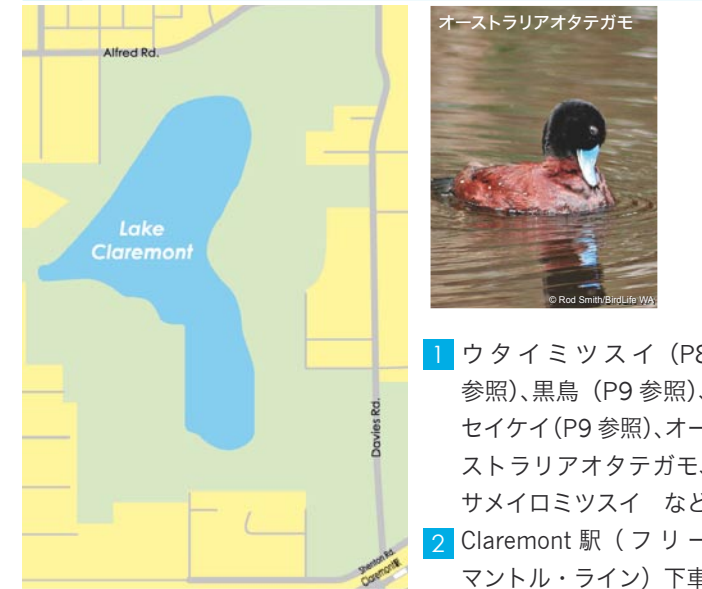 Alfred Rd.
Lake
Claremont
Davies Rd.
Shenton Rd.
Claremont駅
オーストラリアオタテガモ
© Rod Smith/BirdLife WA
1 ウタイミツスイ (P8
参照)、黒鳥 (P9 参照)、
セイケイ(P9 参照)、オー
ストラリアオタテガモ、
サメイロミツスイ など
2 Claremont 駅(フリー
マントル・ライン) 下車